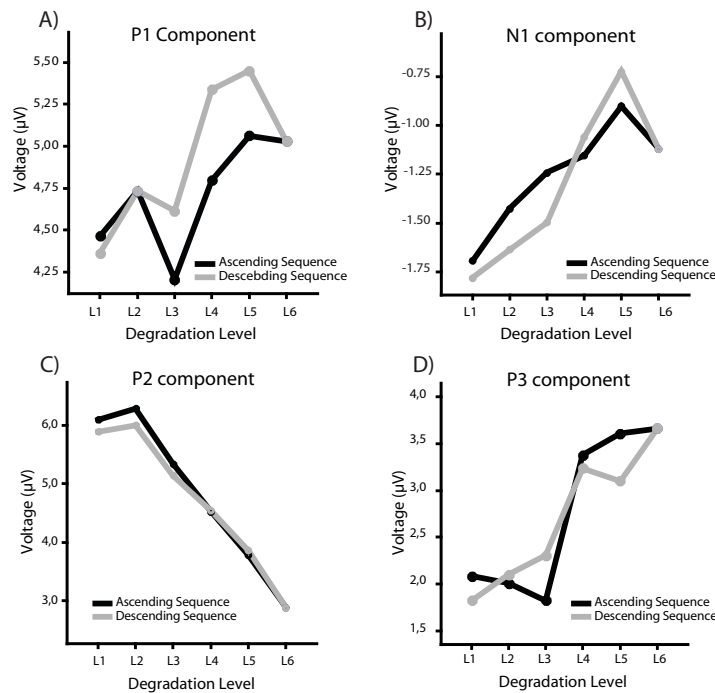 A)
P1 Component
5,50
5,25
5,00
4,75
4,50
4,25
Voltage (µV)
Ascending Sequence
Descebding Sequence
L1 L2 L3 L4 L5 L6
Degradation Level
B)
N1 component
-0.75
-1.00
-1.25
-1.50
-1.75
Voltage (µV)
Ascending Sequence
Descending Sequence
L1 L2 L3 L4 L5 L6
Degradation Level
C)
P2 component
6,0
5,0
4,0
3,0
Voltage (µV)
Ascending Sequence
Descending Sequence
L1 L2 L3 L4 L5 L6
Degradation Level
D)
P3 component
4,0
3,5
3,0
2,5
2,0
1,5
Voltage (µV)
Ascending Sequence
Descending Sequence
L1 L2 L3 L4 L5 L6
Degradation Level